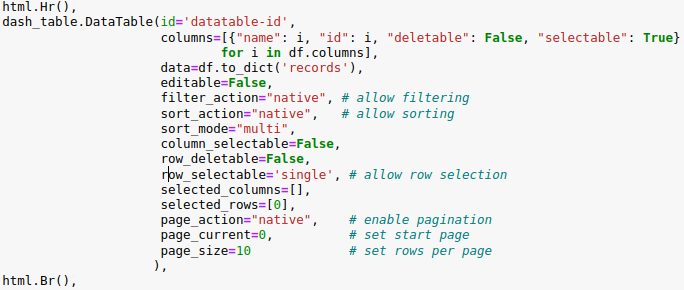 html.Hr(),
dash_table.DataTable(id='datatable-id',
                     columns=[{"name": i, "id": i, "deletable": False, "selectable": True}
                             for i in df.columns],
                     data=df.to_dict('records'),
                     editable=False,
                     filter_action="native", # allow filtering
                     sort_action="native",   # allow sorting
                     sort_mode="multi",
                     column_selectable=False,
                     row_deletable=False,
                     row_selectable='single', # allow row selection
                     selected_columns=[],
                     selected_rows=[0],
                     page_action="native",    # enable pagination
                     page_current=0,          # set start page
                     page_size=10             # set rows per page
                    ),
html.Br(),